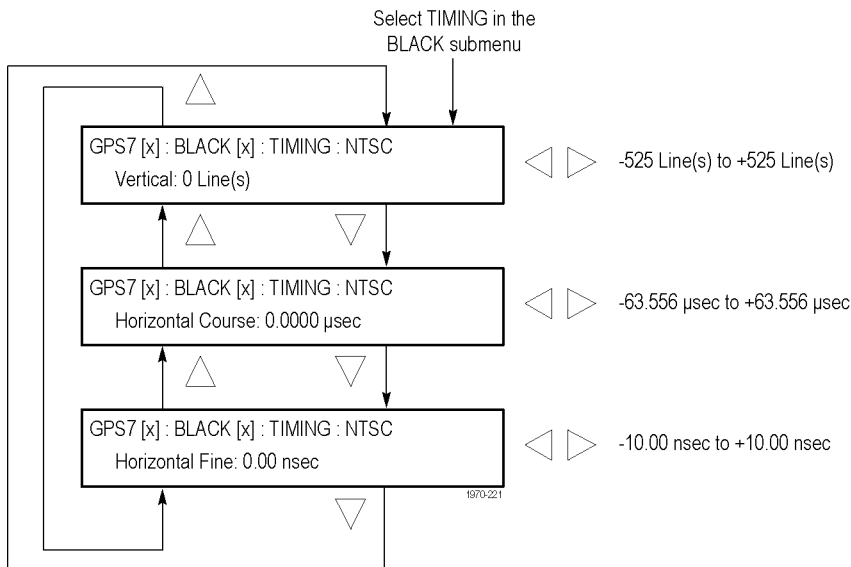 Select TIMING in the
BLACK submenu
GPS7 [x] : BLACK [x] : TIMING : NTSC
Vertical: 0 Line(s)
-525 Line(s) to +525 Line(s)
GPS7 [x] : BLACK [x] : TIMING : NTSC
Horizontal Course: 0.0000 µsec
-63.556 µsec to +63.556 µsec
GPS7 [x] : BLACK [x] : TIMING : NTSC
Horizontal Fine: 0.00 nsec
-10.00 nsec to +10.00 nsec
1970-221